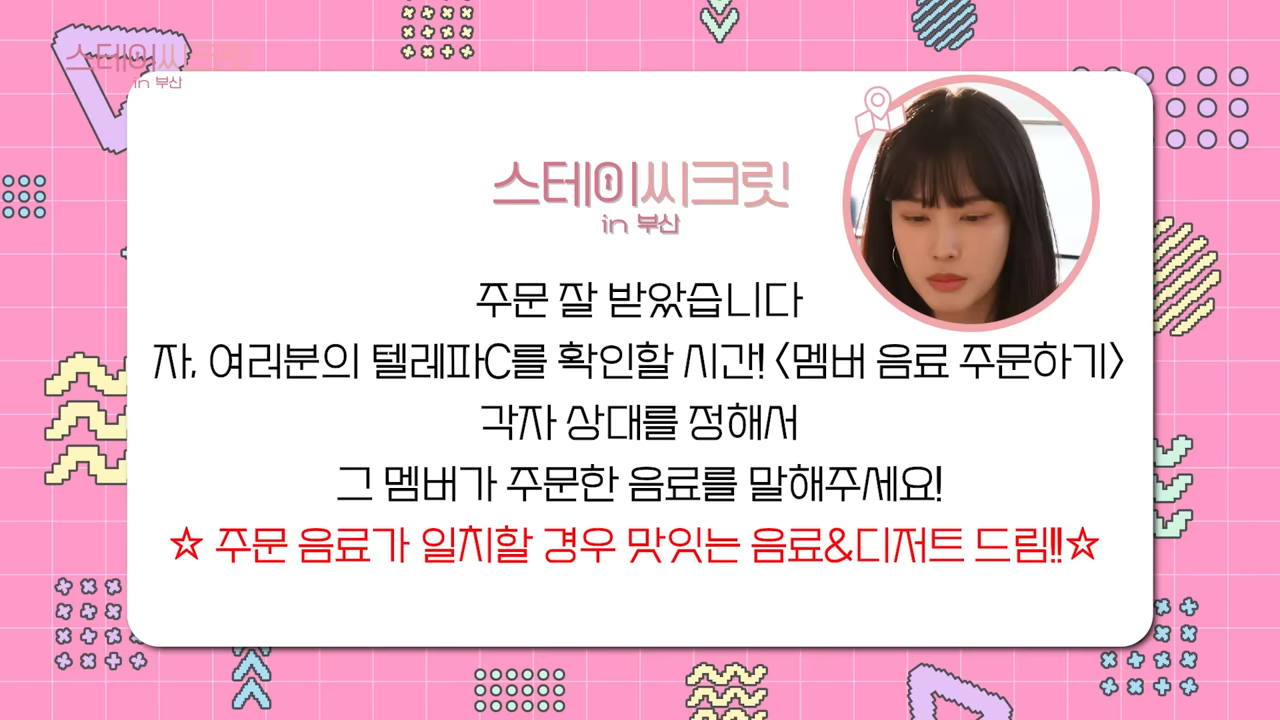 스테이씨크릿
in 부산
스테이씨크릿
in 부산
주문 잘 받았습니다
자, 여러분의 텔레파C를 확인할 시간! <멤버 음료 주문하기>
각자 상대를 정해서
그 멤버가 주문한 음료를 말해주세요!
☆ 주문 음료가 일치할 경우 맛있는 음료&디저트 드림!!☆